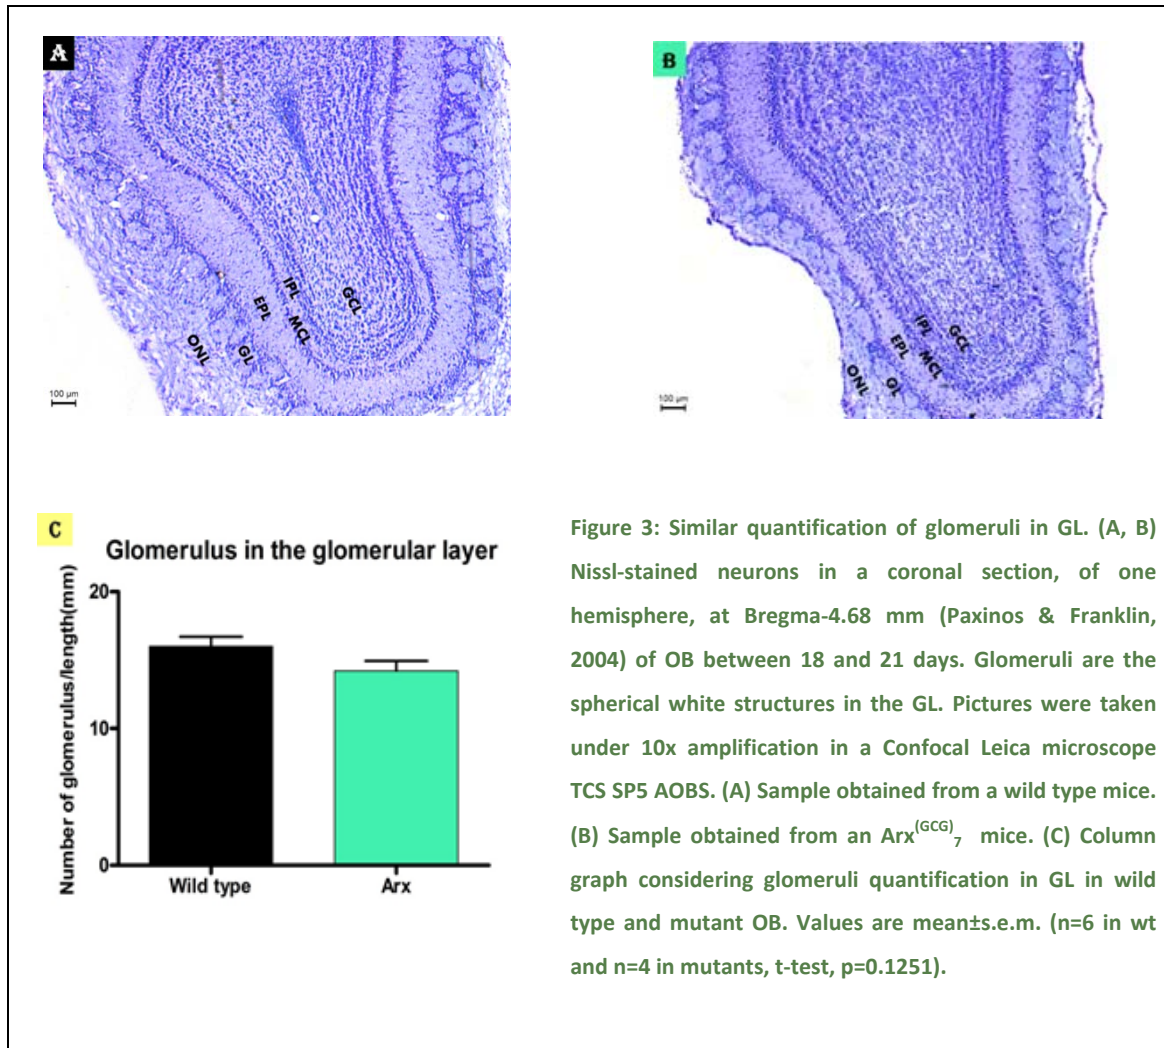 A
IPL
EPL
MCL
GCL
ONL
GL
100 µm
B
IPL
GCL
EPL
MCL
ONL
GL
100 µm
C
Glomerulus in the glomerular layer
Number of glomerulus/length(mm)
20
10
0
Wild type
Arx
Figure 3: Similar quantification of glomeruli in GL. (A, B)
Nissl-stained neurons in a coronal section, of one
hemisphere, at Bregma-4.68 mm (Paxinos & Franklin,
2004) of OB between 18 and 21 days. Glomeruli are the
spherical white structures in the GL. Pictures were taken
under 10x amplification in a Confocal Leica microscope
TCS SP5 AOBS. (A) Sample obtained from a wild type mice.
(B) Sample obtained from an Arx(GCG)7 mice. (C) Column
graph considering glomeruli quantification in GL in wild
type and mutant OB. Values are mean±s.e.m. (n=6 in wt
and n=4 in mutants, t-test, p=0.1251).